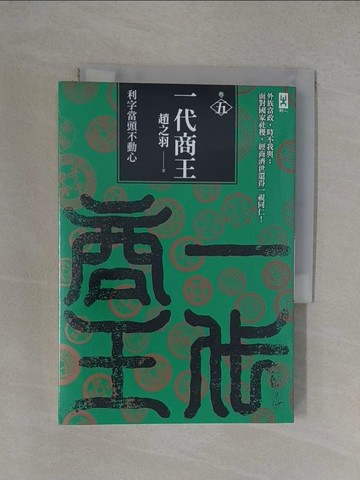 外族當政，時不我與；
面對國家社稷，經商濟世還得一視同仁！
卷五
一代商王
趙之羽
著
利字當頭不動心
一代
商王